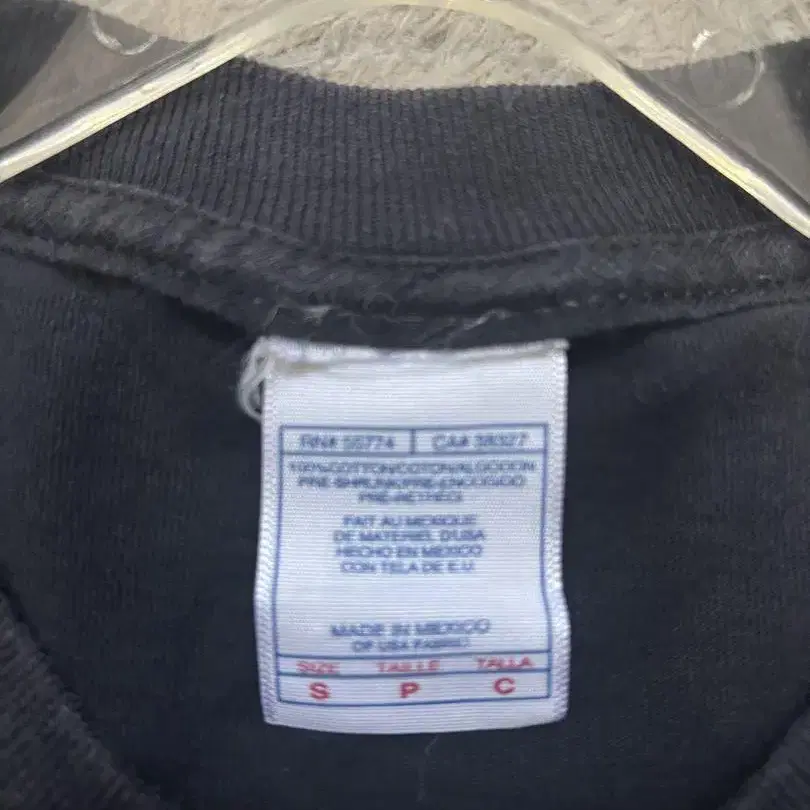 RN# 55774 CA# 38327
100% COTTON/COTON/ALGODON
PRE-SHRUNK/PRE-ENCOGIDO
PRE-RETRECI
FAIT AU MEXIQUE
DE MATERIEL D'USA
HECHO EN MEXICO
CON TELA DE E.U.
MADE IN MEXICO
OF USA FABRIC
SIZE TAILLE TALLA
S P C